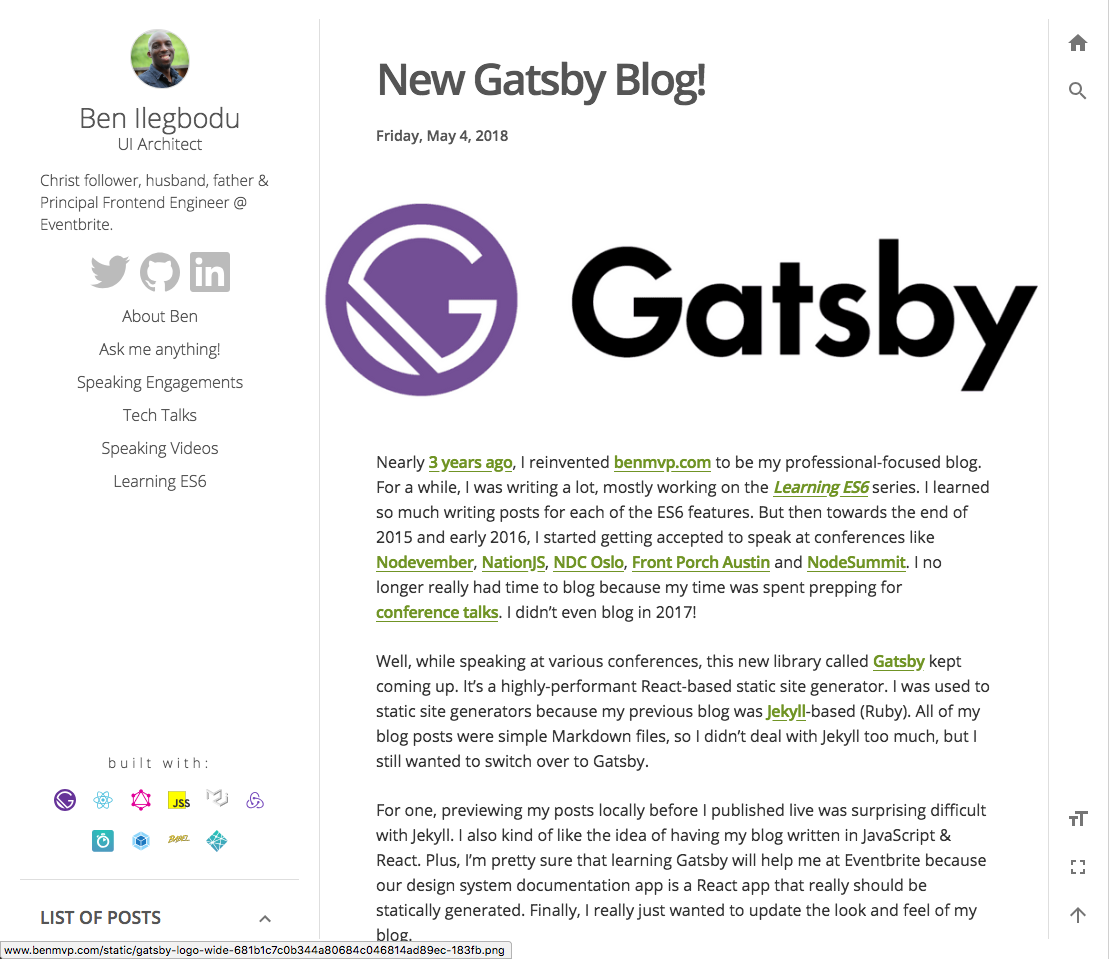 Ben Ilegbodu
UI Architect
Christ follower, husband, father &
Principal Frontend Engineer @
Eventbrite.
About Ben
Ask me anything!
Speaking Engagements
Tech Talks
Speaking Videos
Learning ES6
built with:
JSS
BABEL
LIST OF POSTS
New Gatsby Blog!
Friday, May 4, 2018
Gatsby
Nearly 3 years ago, I reinvented benmvp.com to be my professional-focused blog.
For a while, I was writing a lot, mostly working on the Learning ES6 series. I learned
so much writing posts for each of the ES6 features. But then towards the end of
2015 and early 2016, I started getting accepted to speak at conferences like
Nodevember, NationJS, NDC Oslo, Front Porch Austin and NodeSummit. I no
longer really had time to blog because my time was spent prepping for
conference talks. I didn’t even blog in 2017!
Well, while speaking at various conferences, this new library called Gatsby kept
coming up. It’s a highly-performant React-based static site generator. I was used to
static site generators because my previous blog was Jekyll-based (Ruby). All of my
blog posts were simple Markdown files, so I didn’t deal with Jekyll too much, but I
still wanted to switch over to Gatsby.
For one, previewing my posts locally before I published live was surprising difficult
with Jekyll. I also kind of like the idea of having my blog written in JavaScript &
React. Plus, I’m pretty sure that learning Gatsby will help me at Eventbrite because
our design system documentation app is a React app that really should be
statically generated. Finally, I really just wanted to update the look and feel of my
blog.
www.benmvp.com/static/gatsby-logo-wide-681b1c7c0b344a80684c046814ad89ec-183fb.png